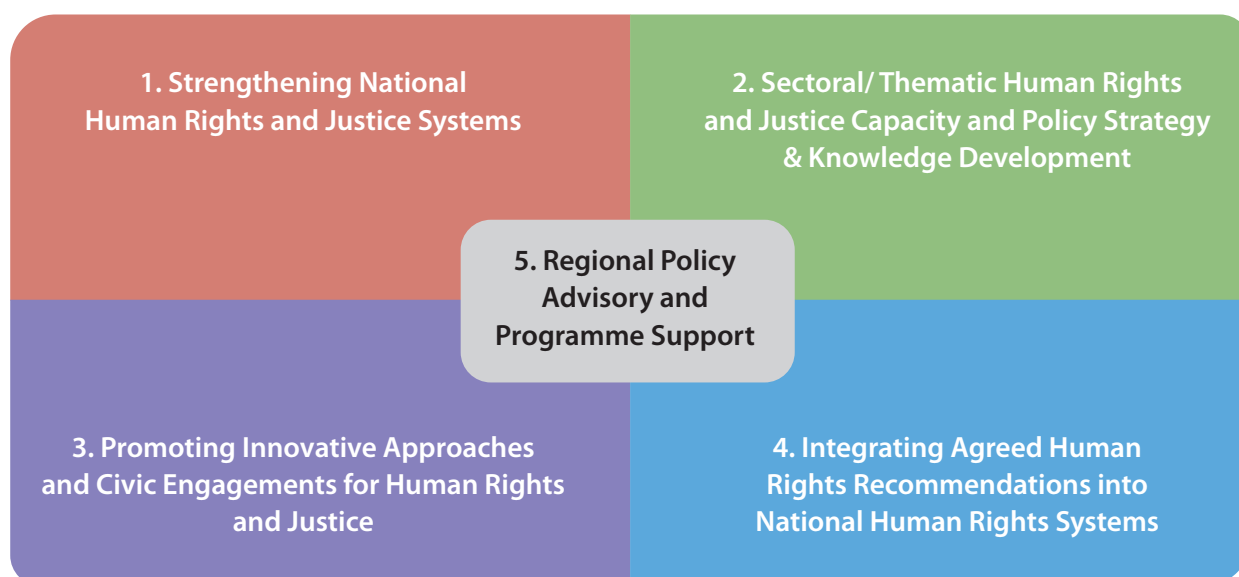 1. Strengthening National
Human Rights and Justice Systems
2. Sectoral/ Thematic Human Rights
and Justice Capacity and Policy Strategy
& Knowledge Development
5. Regional Policy
Advisory and
Programme Support
3. Promoting Innovative Approaches
and Civic Engagements for Human Rights
and Justice
4. Integrating Agreed Human
Rights Recommendations into
National Human Rights Systems